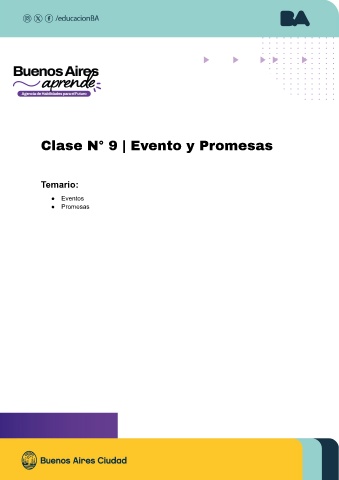 /educacionBA
BA
Buenos Aires
aprende
Agencia de Habilidades para el Futuro
Clase N° 9 | Evento y Promesas
Temario:
● Eventos
● Promesas
Buenos Aires Ciudad